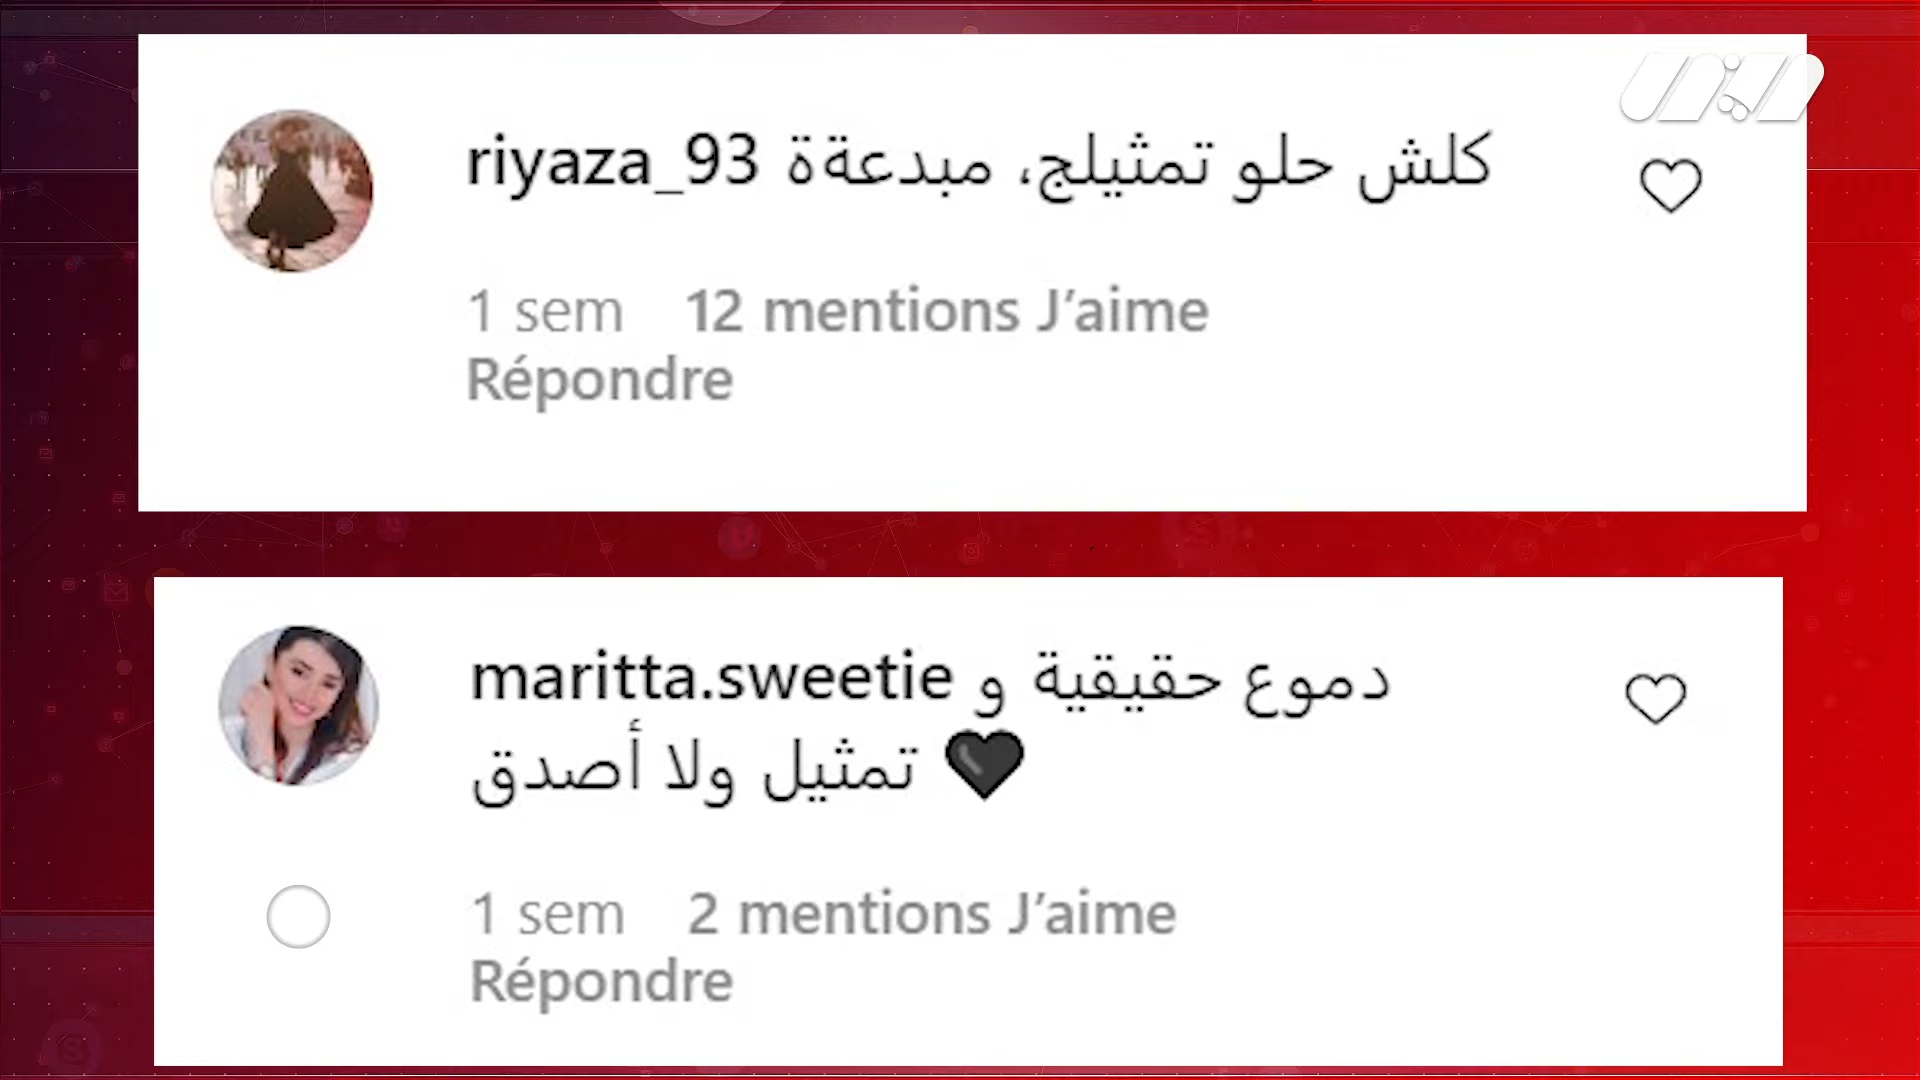 riyaza_93 كلش حلو تمثيلج، مبدعةة
1 sem 12 mentions J’aime
Répondre
maritta.sweetie دموع حقيقية و
تمثيل ولا أصدق 🖤
1 sem 2 mentions J’aime
Répondre